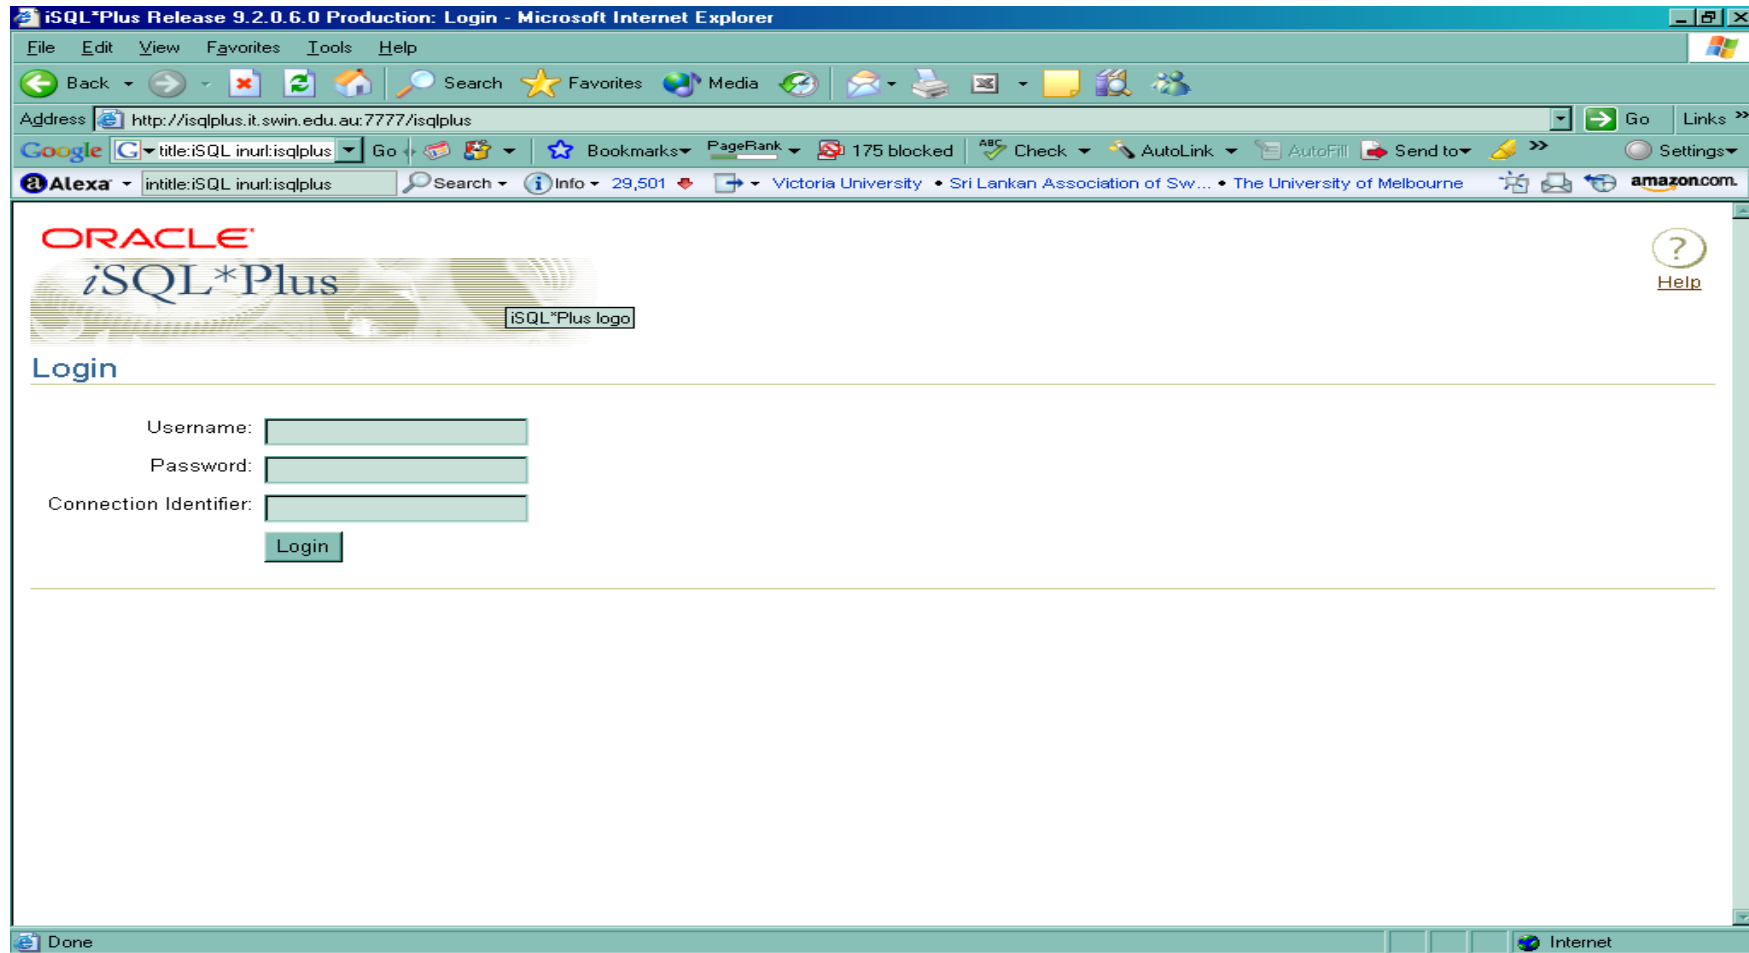 iSQL*Plus Release 9.2.0.6.0 Production: Login - Microsoft Internet Explorer
File Edit View Favorites Tools Help
Back Search Favorites Media
Address http://isqlplus.it.swin.edu.au:7777/isqlplus Go Links »
Google G title:iSQL inurl:isqlplus Go Bookmarks PageRank 175 blocked ABC Check AutoLink AutoFill Send to » Settings
a Alexa intitle:iSQL inurl:isqlplus Search Info 29,501 Victoria University • Sri Lankan Association of Sw... • The University of Melbourne amazon.com.
ORACLE
iSQL*Plus
iSQL*Plus logo
?
Help
Login
Username:
Password:
Connection Identifier:
Login
Done Internet